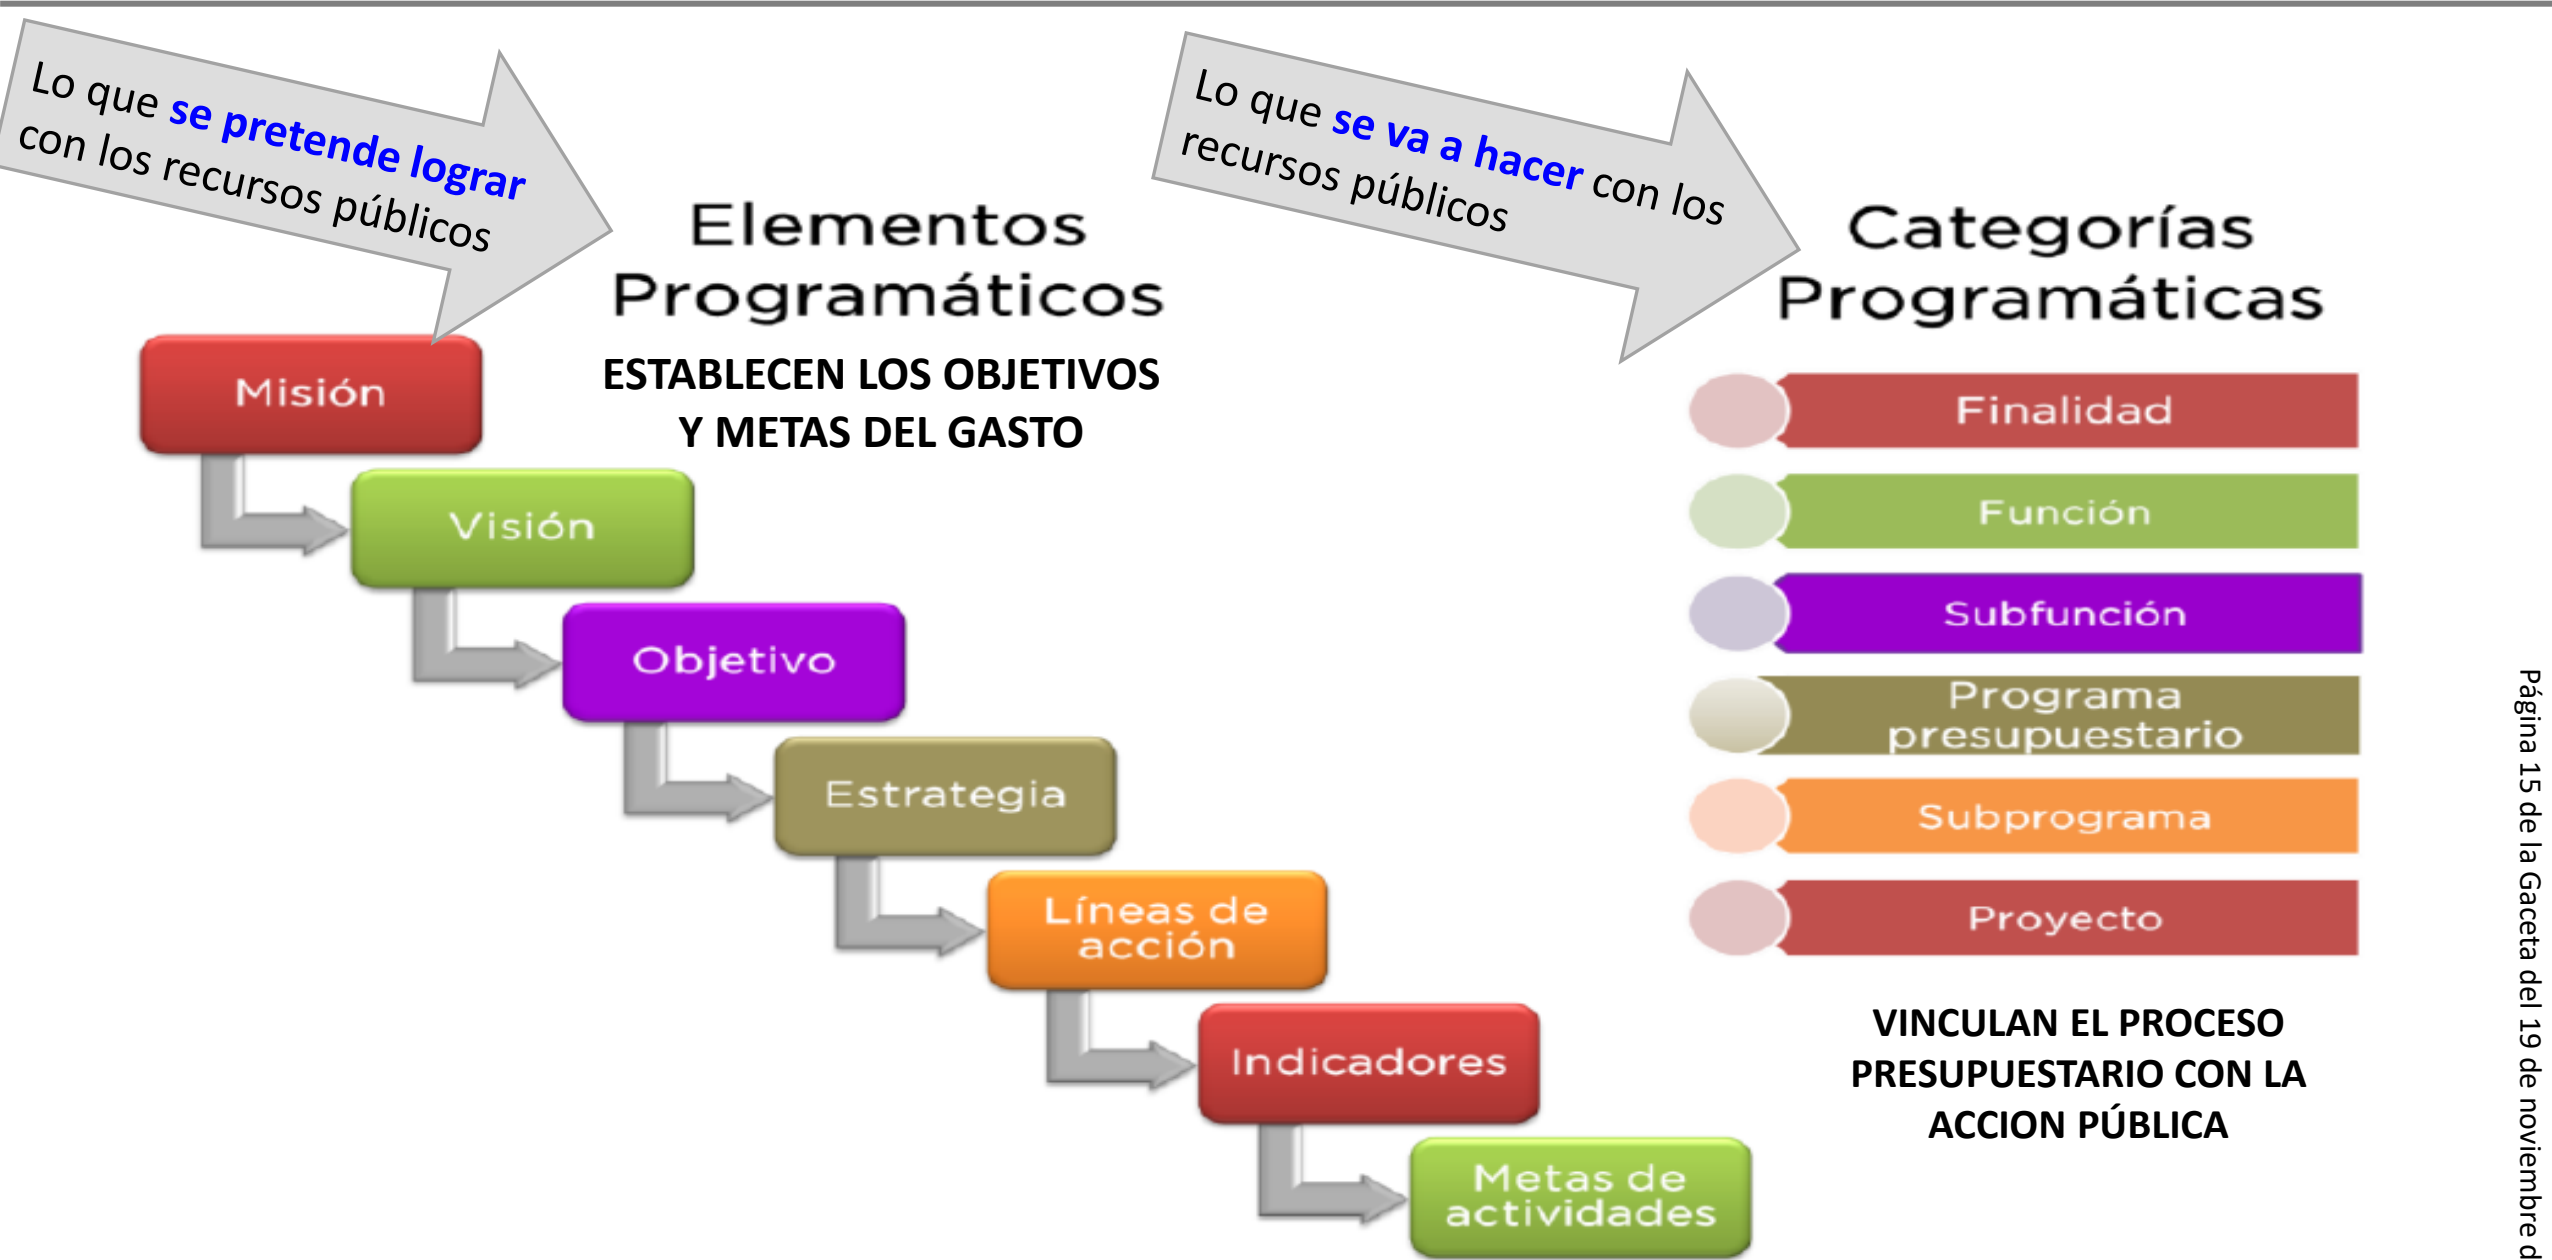 Lo que se pretende lograr
con los recursos públicos
Elementos
Programáticos
ESTABLECEN LOS OBJETIVOS
Y METAS DEL GASTO
Misión
Visión
Objetivo
Estrategia
Líneas de
acción
Indicadores
Metas de
actividades
Lo que se va a hacer con los
recursos públicos
Categorías
Programáticas
Finalidad
Función
Subfunción
Programa
presupuestario
Subprograma
Proyecto
VINCULAN EL PROCESO
PRESUPUESTARIO CON LA
ACCION PÚBLICA
Página 15 de la Gaceta del 19 de noviembre d